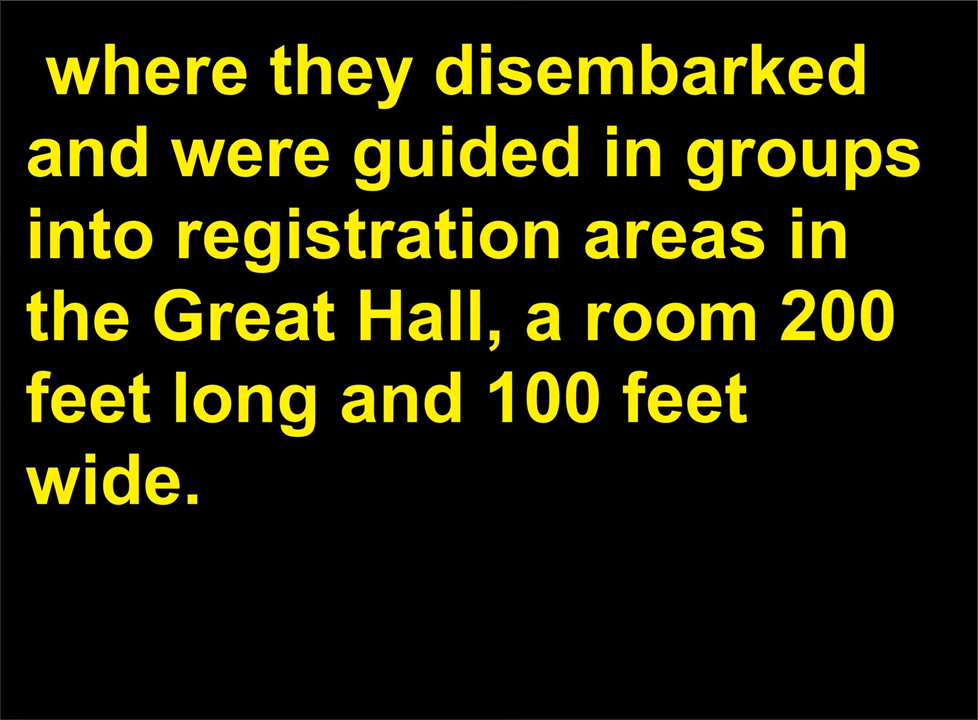 where they disembarked
and were guided in groups
into registration areas in
the Great Hall, a room 200
feet long and 100 feet
wide.